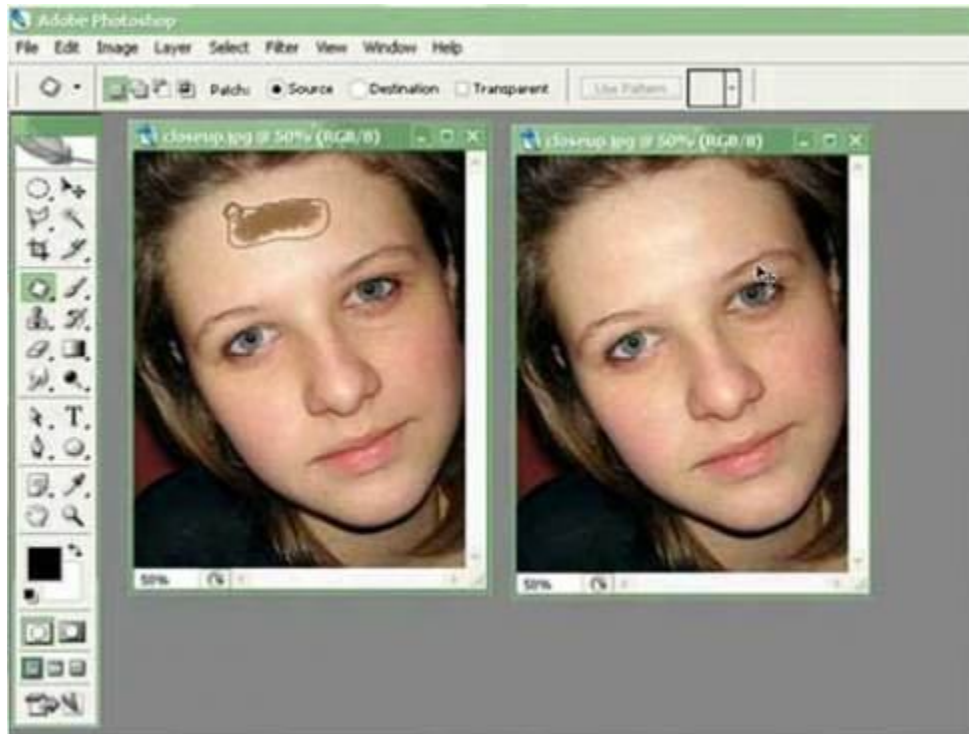 Adobe Photoshop
File Edit Image Layer Select Filter View Window Help
Patch: Source Destination Transparent Use Pattern
closeup.jpg @ 50% (RGB/8)
closeup.jpg @ 50% (RGB/8)
T
50%
50%